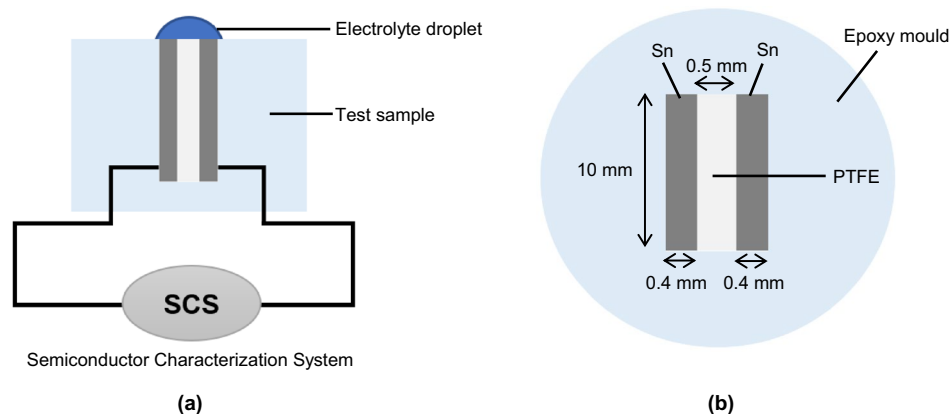 Electrolyte droplet
Test sample
SCS
Semiconductor Characterization System
(a)
Epoxy mould
Sn
Sn
0.5 mm
10 mm
PTFE
0.4 mm
0.4 mm
(b)